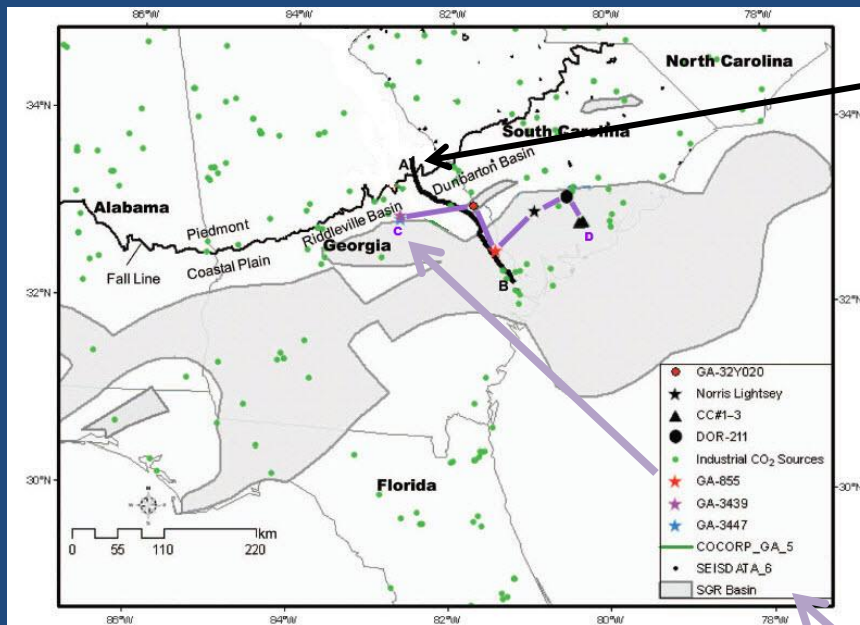 86°W
84°W
82°W
80°W
78°W
North Carolina
34°N
34°N
South Carolina
A
Dunbarton Basin
Alabama
Piedmont
Riddleville Basin
C
Georgia
D
Fall Line
Coastal Plain
B
32°N
32°N
GA-32Y020
Norris Lightsey
CC#1-3
DOR-211
Industrial CO₂ Sources
GA-855
GA-3439
GA-3447
COCORP_GA_5
SEISDATA_6
SGR Basin
30°N
30°N
Florida
km
0 55 110 220
86°W
84°W
82°W
80°W
78°W